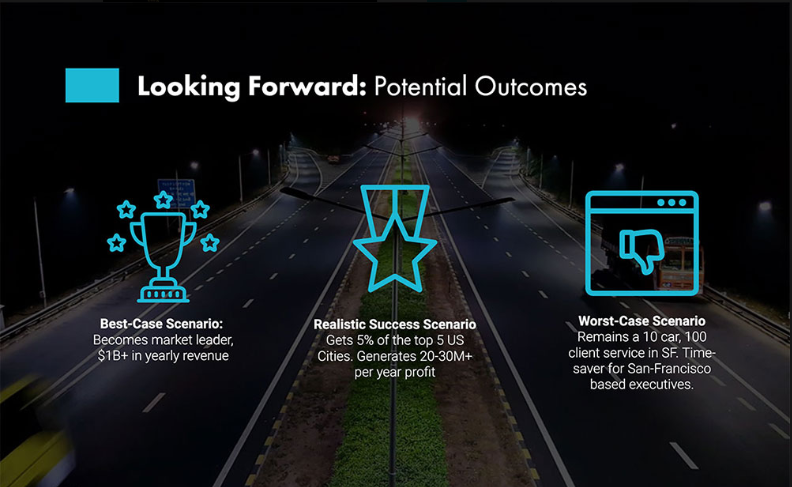 Looking Forward: Potential Outcomes
Best-Case Scenario:
Becomes market leader,
$1B+ in yearly revenue
Realistic Success Scenario
Gets 5% of the top 5 US
Cities. Generates 20-30M+
per year profit
Worst-Case Scenario
Remains a 10 car, 100
client service in SF. Time-
saver for San-Francisco
based executives.